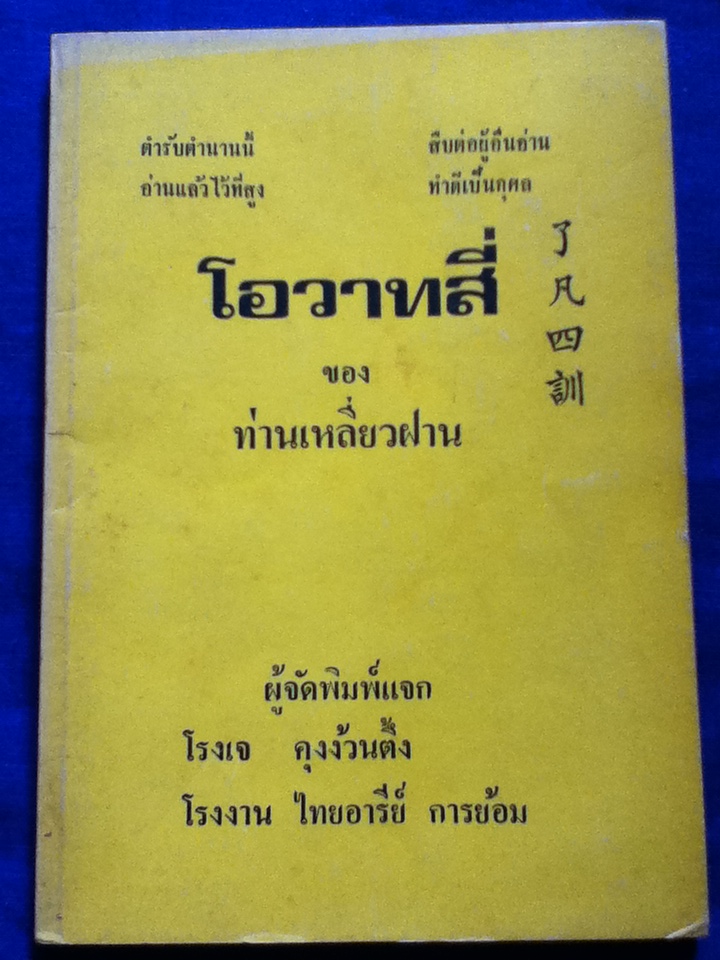 ตำรับตำนานนี้ สืบต่อผู้อื่นอ่าน
อ่านแล้วไว้ที่สูง ทำดีเป็นกุศล
โอวาทสี่
ของ
ท่านเหลี่ยวฝาน
了凡四訓
ผู้จัดพิมพ์แจก
โรงเจ คุงง้วนตึ้ง
โรงงาน ไทยอารีย์ การย้อม